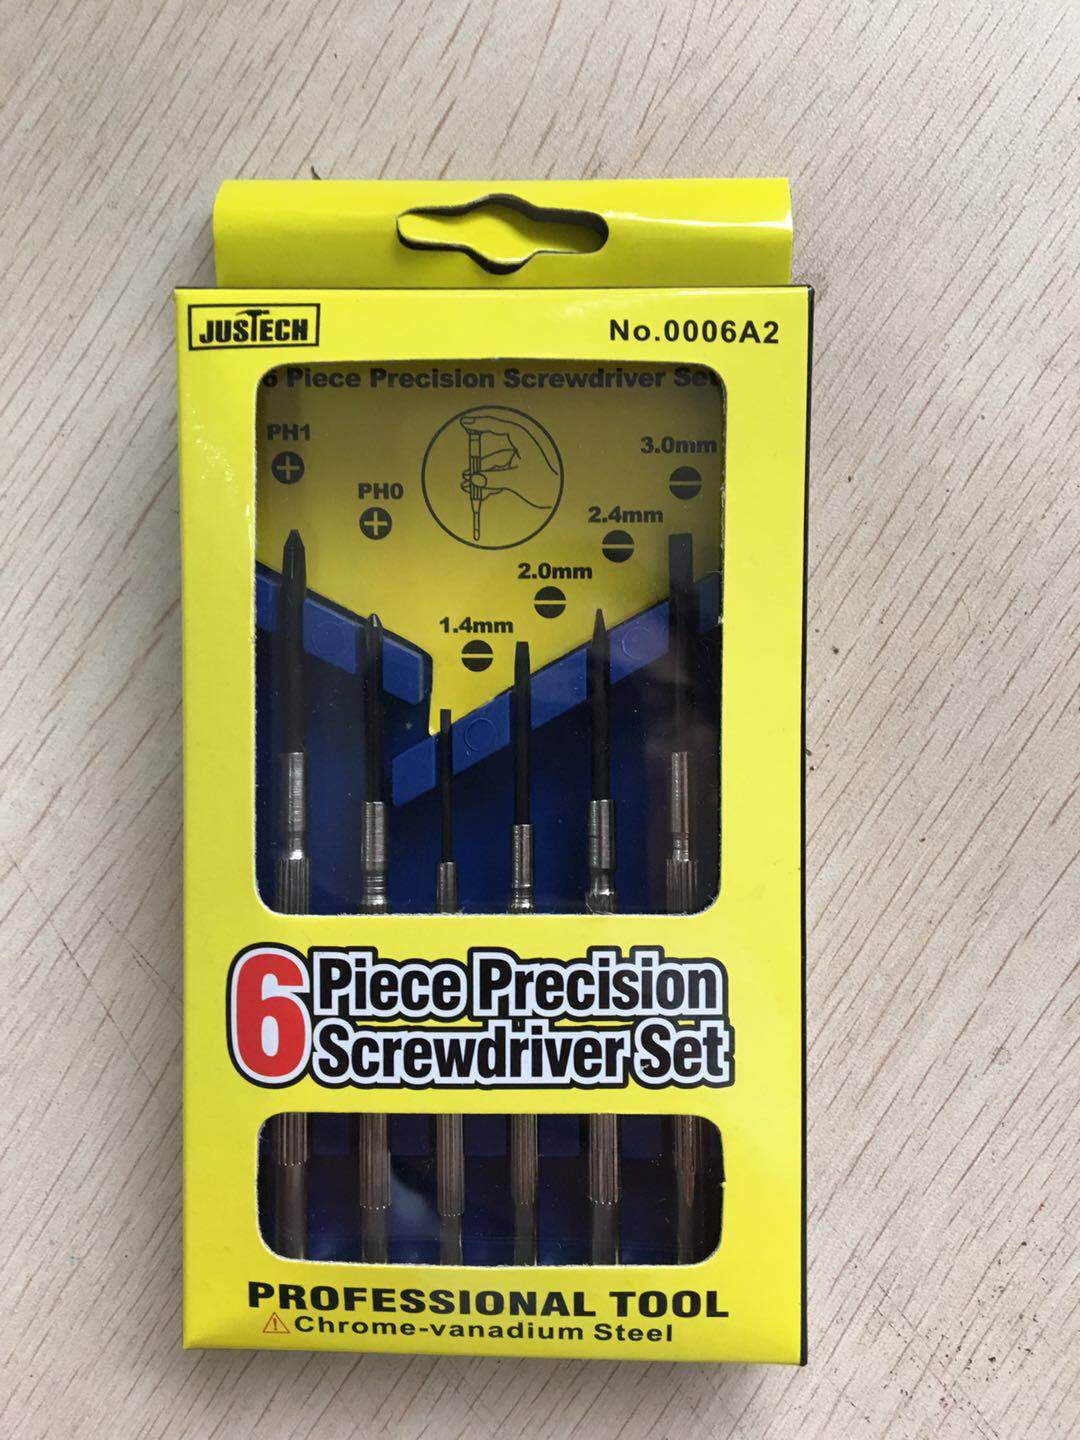 JUSTECH
No.0006A2
6 Piece Precision Screwdriver Set
PH1
PH0
3.0mm
2.4mm
2.0mm
1.4mm
6 Piece Precision
Screwdriver Set
PROFESSIONAL TOOL
Chrome-vanadium Steel